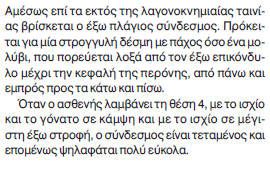 Αμέσως επί τα εκτός της λαγονοκνημιαίας ταινί-
ας βρίσκεται ο έξω πλάγιος σύνδεσμος. Πρόκει-
ται για μία στρογγυλή δέσμη με πάχος όσο ένα μο-
λύβι, που πορεύεται λοξά από τον έξω επικόνδυ-
λο μέχρι την κεφαλή της περόνης, από πάνω και
εμπρός προς τα κάτω και πίσω.
Όταν ο ασθενής λαμβάνει τη θέση 4, με το ισχίο
και το γόνατο σε κάμψη και με το ισχίο σε μέγι-
στη έξω στροφή, ο σύνδεσμος είναι τεταμένος και
επομένως ψηλαφάται πολύ εύκολα.